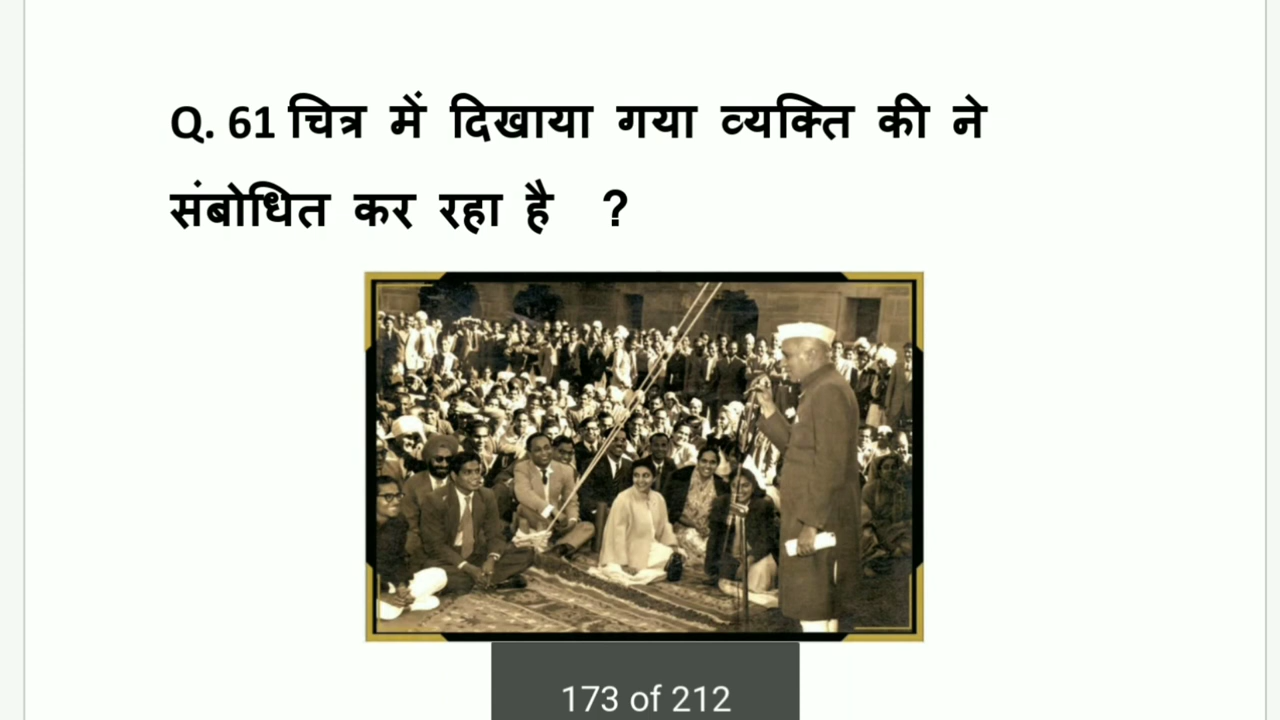 Q. 61 चित्र में दिखाया गया व्यक्ति की ने
संबोधित कर रहा है ?
173 of 212